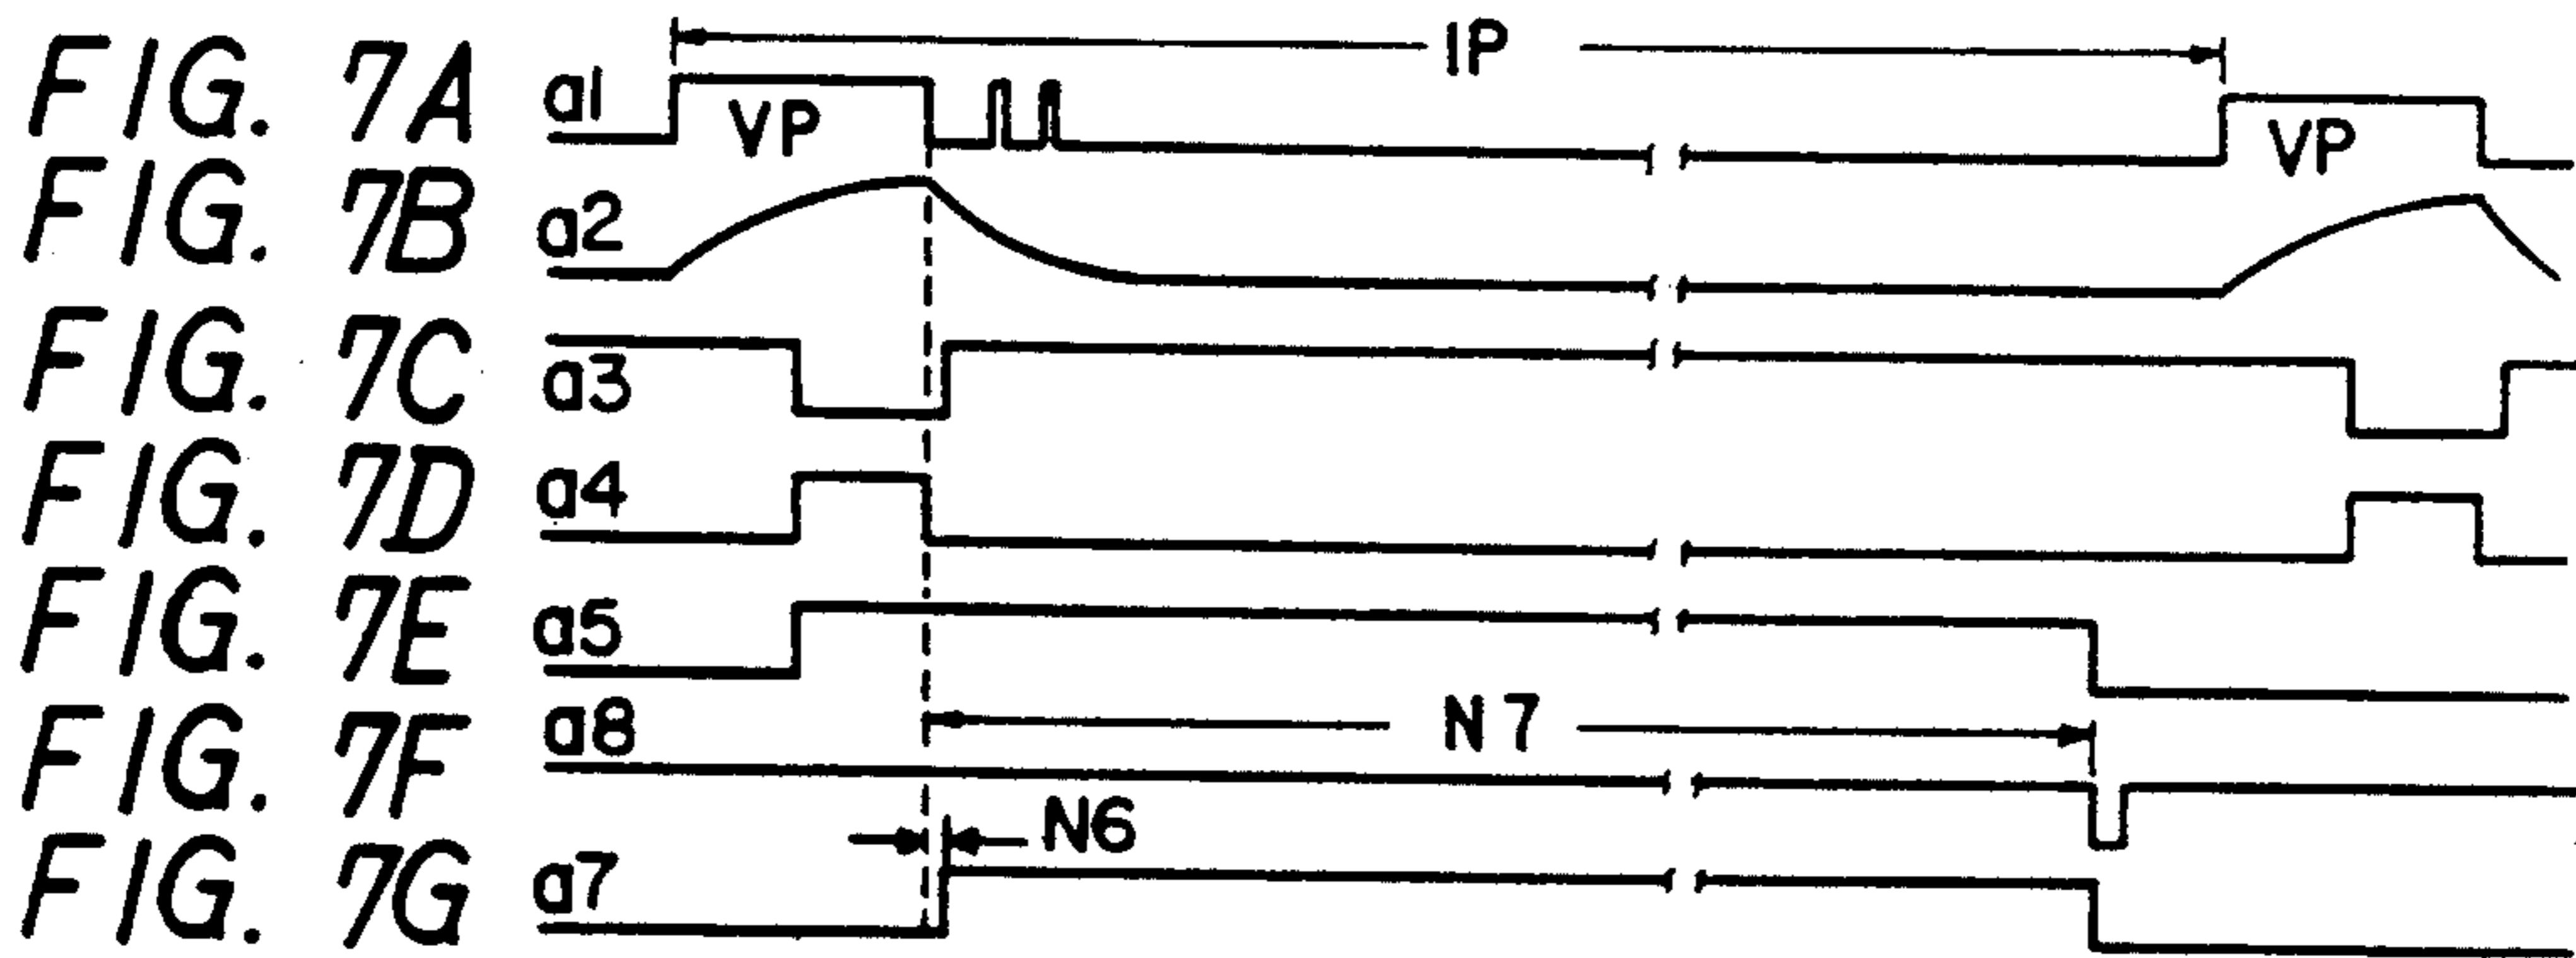 IP
FIG. 7A a1 VP VP
FIG. 7B a2
FIG. 7C a3
FIG. 7D a4
FIG. 7E a5
N7
FIG. 7F a8
N6
FIG. 7G a7